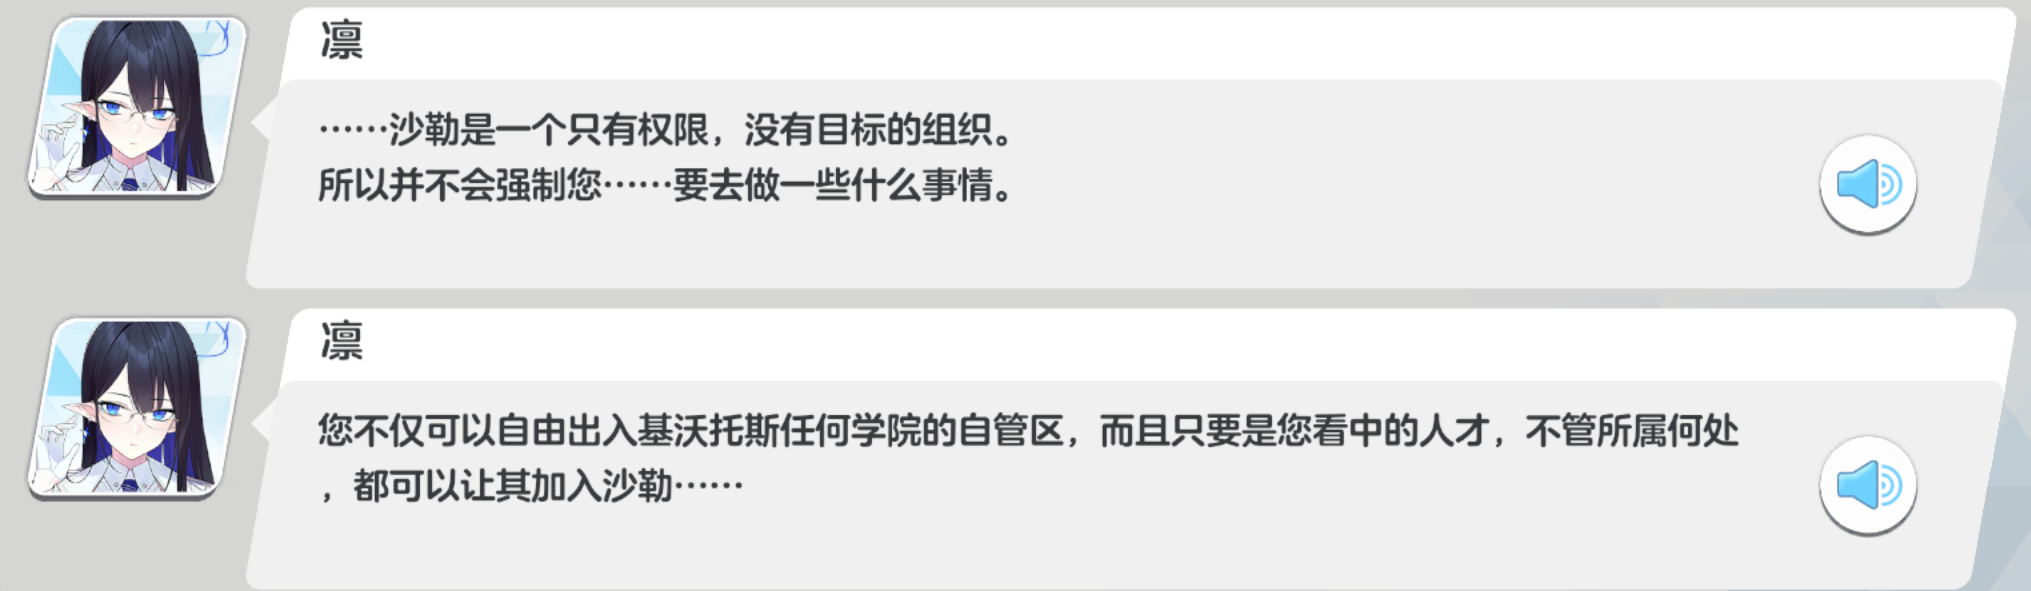 凛
……沙勒是一个只有权限，没有目标的组织。
所以并不会强制您……要去做一些什么事情。
凛
您不仅可以自由出入基沃托斯任何学院的自管区，而且只要是您看中的人才，不管所属何处
，都可以让其加入沙勒……